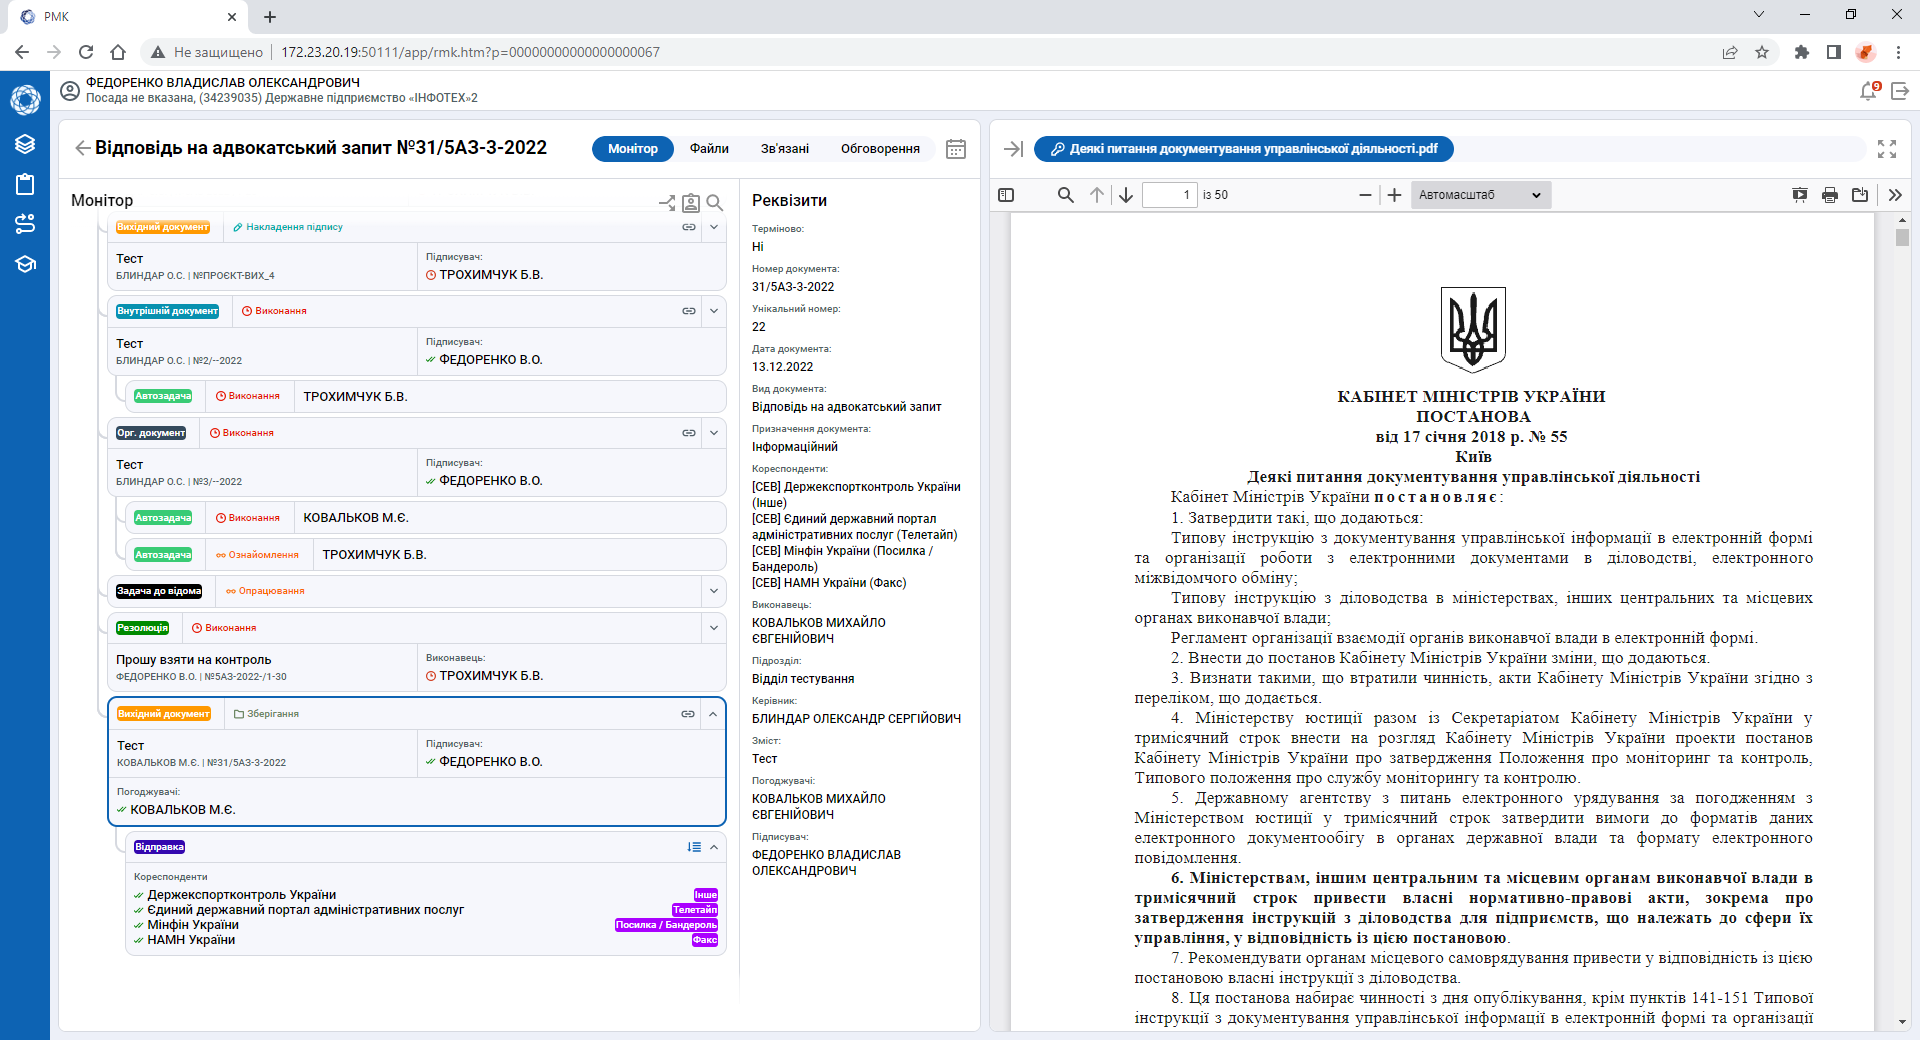 РМК
Не защищено
172.23.20.19:50111/app/rmk.htm?p=00000000000000000067
ФЕДОРЕНКО ВЛАДИСЛАВ ОЛЕКСАНДРОВИЧ
Посада не вказана, (34239035) Державне підприємство «ІНФОТЕХ»2
9
Відповідь на адвокатський запит №31/5АЗ-3-2022
Монітор
Файли
Зв'язані
Обговорення
Монітор
Вихідний документ
Накладення підпису
Тест
БЛИНДАР О.С. | №ПРОЄКТ-ВИХ_4
Підписувач:
ТРОХИМЧУК Б.В.
Внутрішній документ
Виконання
Тест
БЛИНДАР О.С. | №2/--2022
Підписувач:
ФЕДОРЕНКО В.О.
Автозадача
Виконання
ТРОХИМЧУК Б.В.
Орг. документ
Виконання
Тест
БЛИНДАР О.С. | №3/--2022
Підписувач:
ФЕДОРЕНКО В.О.
Автозадача
Виконання
КОВАЛЬКОВ М.Є.
Автозадача
Ознайомлення
ТРОХИМЧУК Б.В.
Задача до відома
Опрацювання
Резолюція
Виконання
Прошу взяти на контроль
ФЕДОРЕНКО В.О. | №5АЗ-2022-/1-30
Виконавець:
ТРОХИМЧУК Б.В.
Вихідний документ
Зберігання
Тест
КОВАЛЬКОВ М.Є. | №31/5АЗ-3-2022
Підписувач:
ФЕДОРЕНКО В.О.
Погоджувачі:
КОВАЛЬКОВ М.Є.
Відправка
Кореспонденти
Держекспортконтроль України
Інше
Єдиний державний портал адміністративних послуг
Телетайп
Мінфін України
Посилка / Бандероль
НАМН України
Факс
Реквізити
Терміново:
Ні
Номер документа:
31/5АЗ-3-2022
Унікальний номер:
22
Дата документа:
13.12.2022
Вид документа:
Відповідь на адвокатський запит
Призначення документа:
Інформаційний
Кореспонденти:
[СЕВ] Держекспортконтроль України
(Інше)
[СЕВ] Єдиний державний портал
адміністративних послуг (Телетайп)
[СЕВ] Мінфін України (Посилка /
Бандероль)
[СЕВ] НАМН України (Факс)
Виконавець:
КОВАЛЬКОВ МИХАЙЛО
ЄВГЕНІЙОВИЧ
Підрозділ:
Відділ тестування
Керівник:
БЛИНДАР ОЛЕКСАНДР СЕРГІЙОВИЧ
Зміст:
Тест
Погоджувачі:
КОВАЛЬКОВ МИХАЙЛО
ЄВГЕНІЙОВИЧ
Підписувач:
ФЕДОРЕНКО ВЛАДИСЛАВ
ОЛЕКСАНДРОВИЧ
Деякі питання документування управлінської діяльності.pdf
1
із 50
Автомасштаб
КАБІНЕТ МІНІСТРІВ УКРАЇНИ
ПОСТАНОВА
від 17 січня 2018 р. № 55
Київ
Деякі питання документування управлінської діяльності
Кабінет Міністрів України постановляє:
1. Затвердити такі, що додаються:
Типову інструкцію з документування управлінської інформації в електронній формі
та організації роботи з електронними документами в діловодстві, електронного
міжвідомчого обміну;
Типову інструкцію з діловодства в міністерствах, інших центральних та місцевих
органах виконавчої влади;
Регламент організації взаємодії органів виконавчої влади в електронній формі.
2. Внести до постанов Кабінету Міністрів України зміни, що додаються.
3. Визнати такими, що втратили чинність, акти Кабінету Міністрів України згідно з
переліком, що додається.
4. Міністерству юстиції разом із Секретаріатом Кабінету Міністрів України у
тримісячний строк внести на розгляд Кабінету Міністрів України проекти постанов
Кабінету Міністрів України про затвердження Положення про моніторинг та контроль,
Типового положення про службу моніторингу та контролю.
5. Державному агентству з питань електронного урядування за погодженням з
Міністерством юстиції у тримісячний строк затвердити вимоги до форматів даних
електронного документообігу в органах державної влади та формату електронного
повідомлення.
6. Міністерствам, іншим центральним та місцевим органам виконавчої влади в
тримісячний строк привести власні нормативно-правові акти, зокрема про
затвердження інструкцій з діловодства для підприємств, що належать до сфери їх
управління, у відповідність із цією постановою.
7. Рекомендувати органам місцевого самоврядування привести у відповідність із цією
постановою власні інструкції з діловодства.
8. Ця постанова набирає чинності з дня опублікування, крім пунктів 141-151 Типової
інструкції з документування управлінської інформації в електронній формі та організації